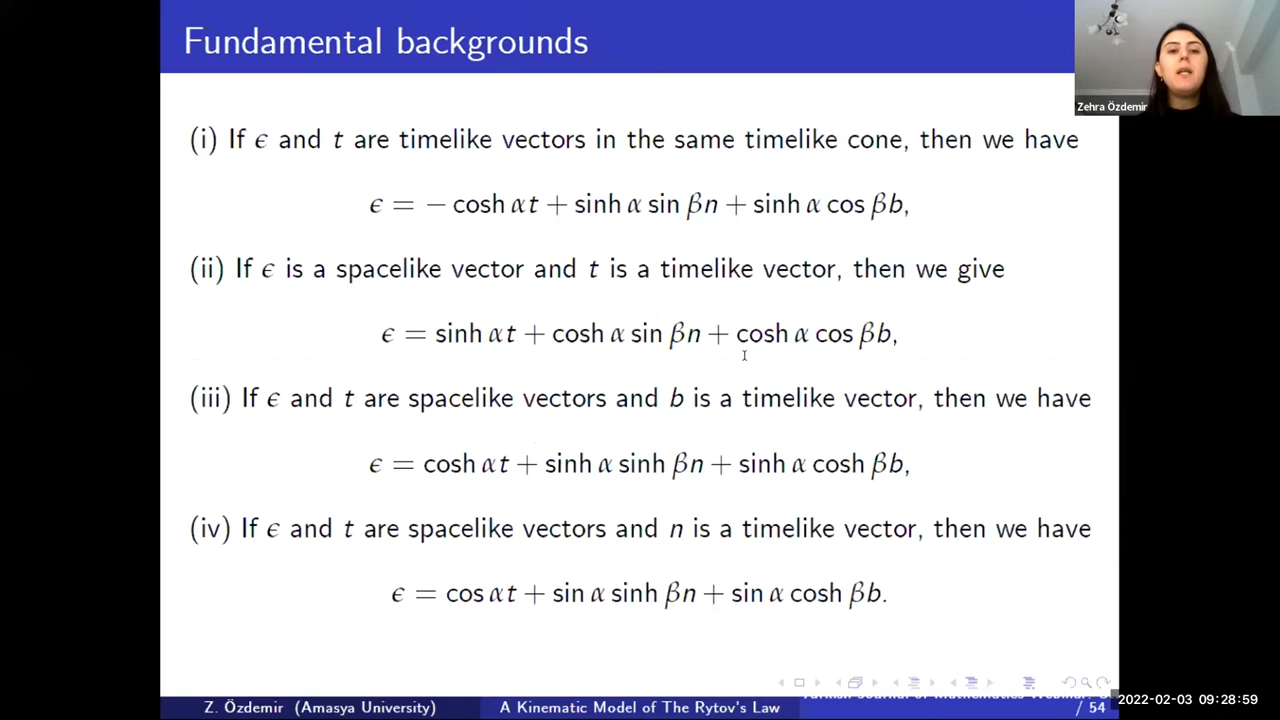 Fundamental backgrounds
Zehra Özdemir
(i) If ϵ and t are timelike vectors in the same timelike cone, then we have
ϵ = − cosh αt + sinh α sin βn + sinh α cos βb,
(ii) If ϵ is a spacelike vector and t is a timelike vector, then we give
ϵ = sinh αt + cosh α sin βn + cosh α cos βb,
(iii) If ϵ and t are spacelike vectors and b is a timelike vector, then we have
ϵ = cosh αt + sinh α sinh βn + sinh α cosh βb,
(iv) If ϵ and t are spacelike vectors and n is a timelike vector, then we have
ϵ = cos αt + sin α sinh βn + sin α cosh βb.
Z. Özdemir (Amasya University)
A Kinematic Model of The Rytov's Law
/ 54
2022-02-03 09:28:59